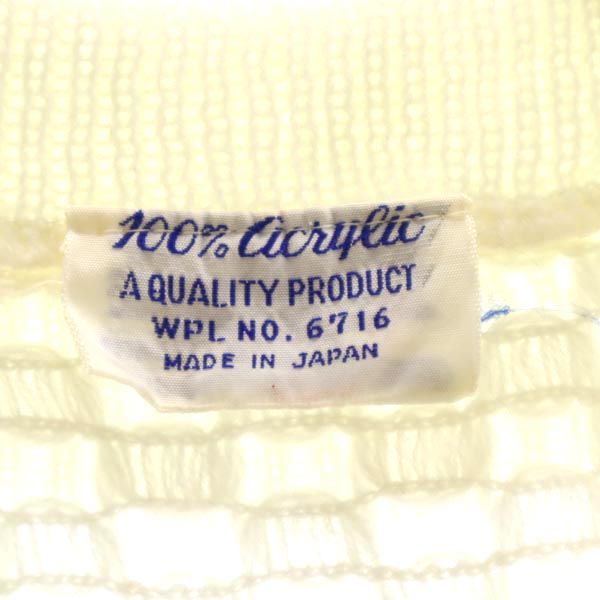 100% acrylic
A QUALITY PRODUCT
WPL NO. 6716
MADE IN JAPAN